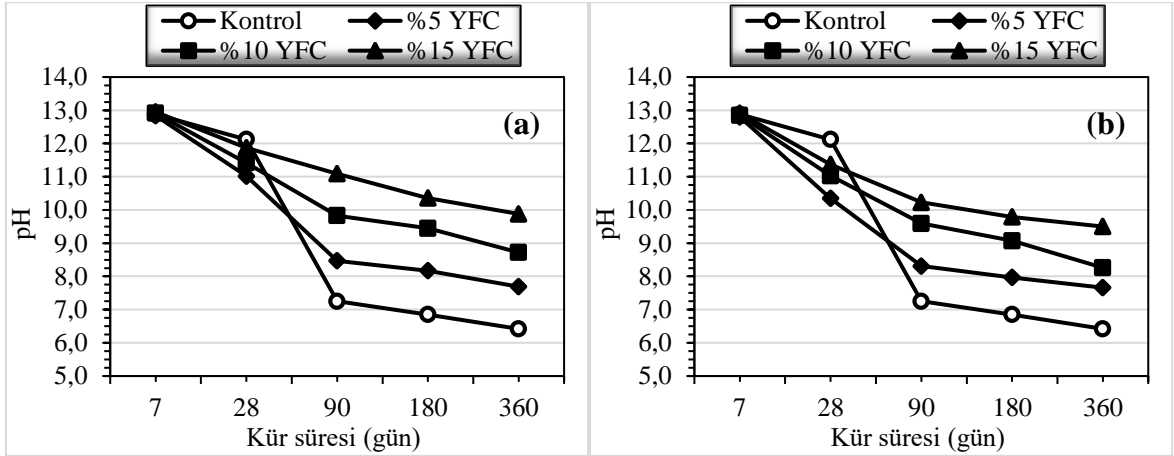 Kontrol %5 YFC
%10 YFC %15 YFC
(a)
pH
14,0
13,0
12,0
11,0
10,0
9,0
8,0
7,0
6,0
5,0
7 28 90 180 360
Kür süresi (gün)
Kontrol %5 YFC
%10 YFC %15 YFC
(b)
pH
14,0
13,0
12,0
11,0
10,0
9,0
8,0
7,0
6,0
5,0
7 28 90 180 360
Kür süresi (gün)